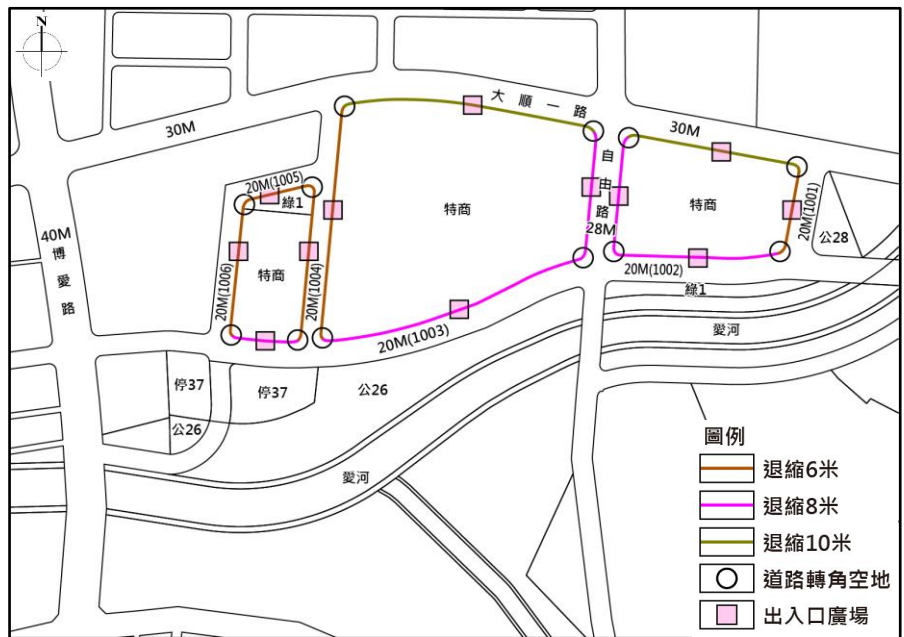 N
大順一路
30M
30M
自由路
28M
20M(1005)
綠1
特商
特商
特商
20M(1001)
公28
40M
博愛路
20M(1006)
20M(1004)
20M(1002)
綠1
愛河
20M(1003)
停37
停37
公26
公26
愛河
圖例
退縮6米
退縮8米
退縮10米
道路轉角空地
出入口廣場